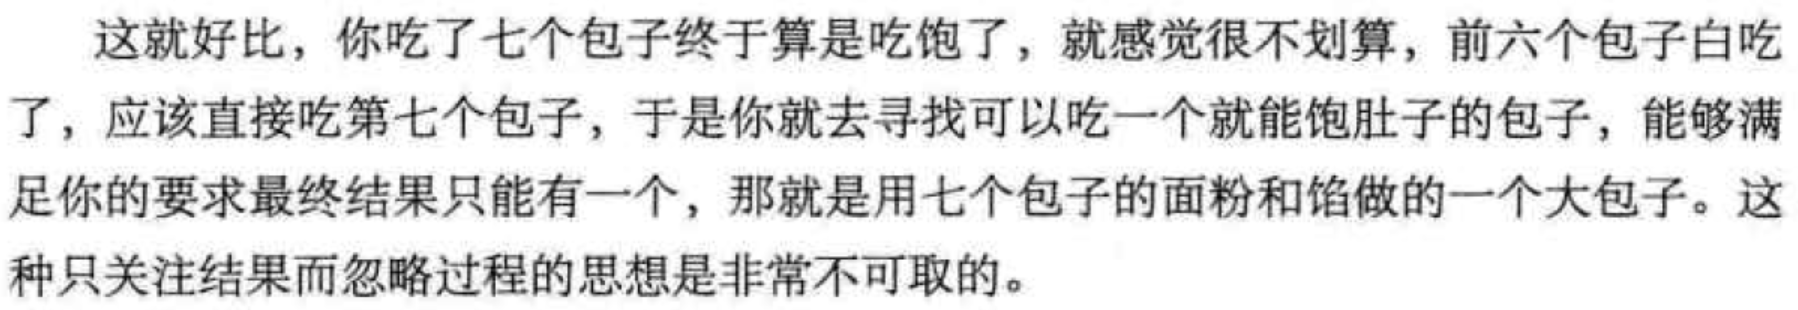 这就好比，你吃了七个包子终于算是吃饱了，就感觉很不划算，前六个包子白吃
了，应该直接吃第七个包子，于是你就去寻找可以吃一个就能饱肚子的包子，能够满
足你的要求最终结果只能有一个，那就是用七个包子的面粉和馅做的一个大包子。这
种只关注结果而忽略过程的思想是非常不可取的。